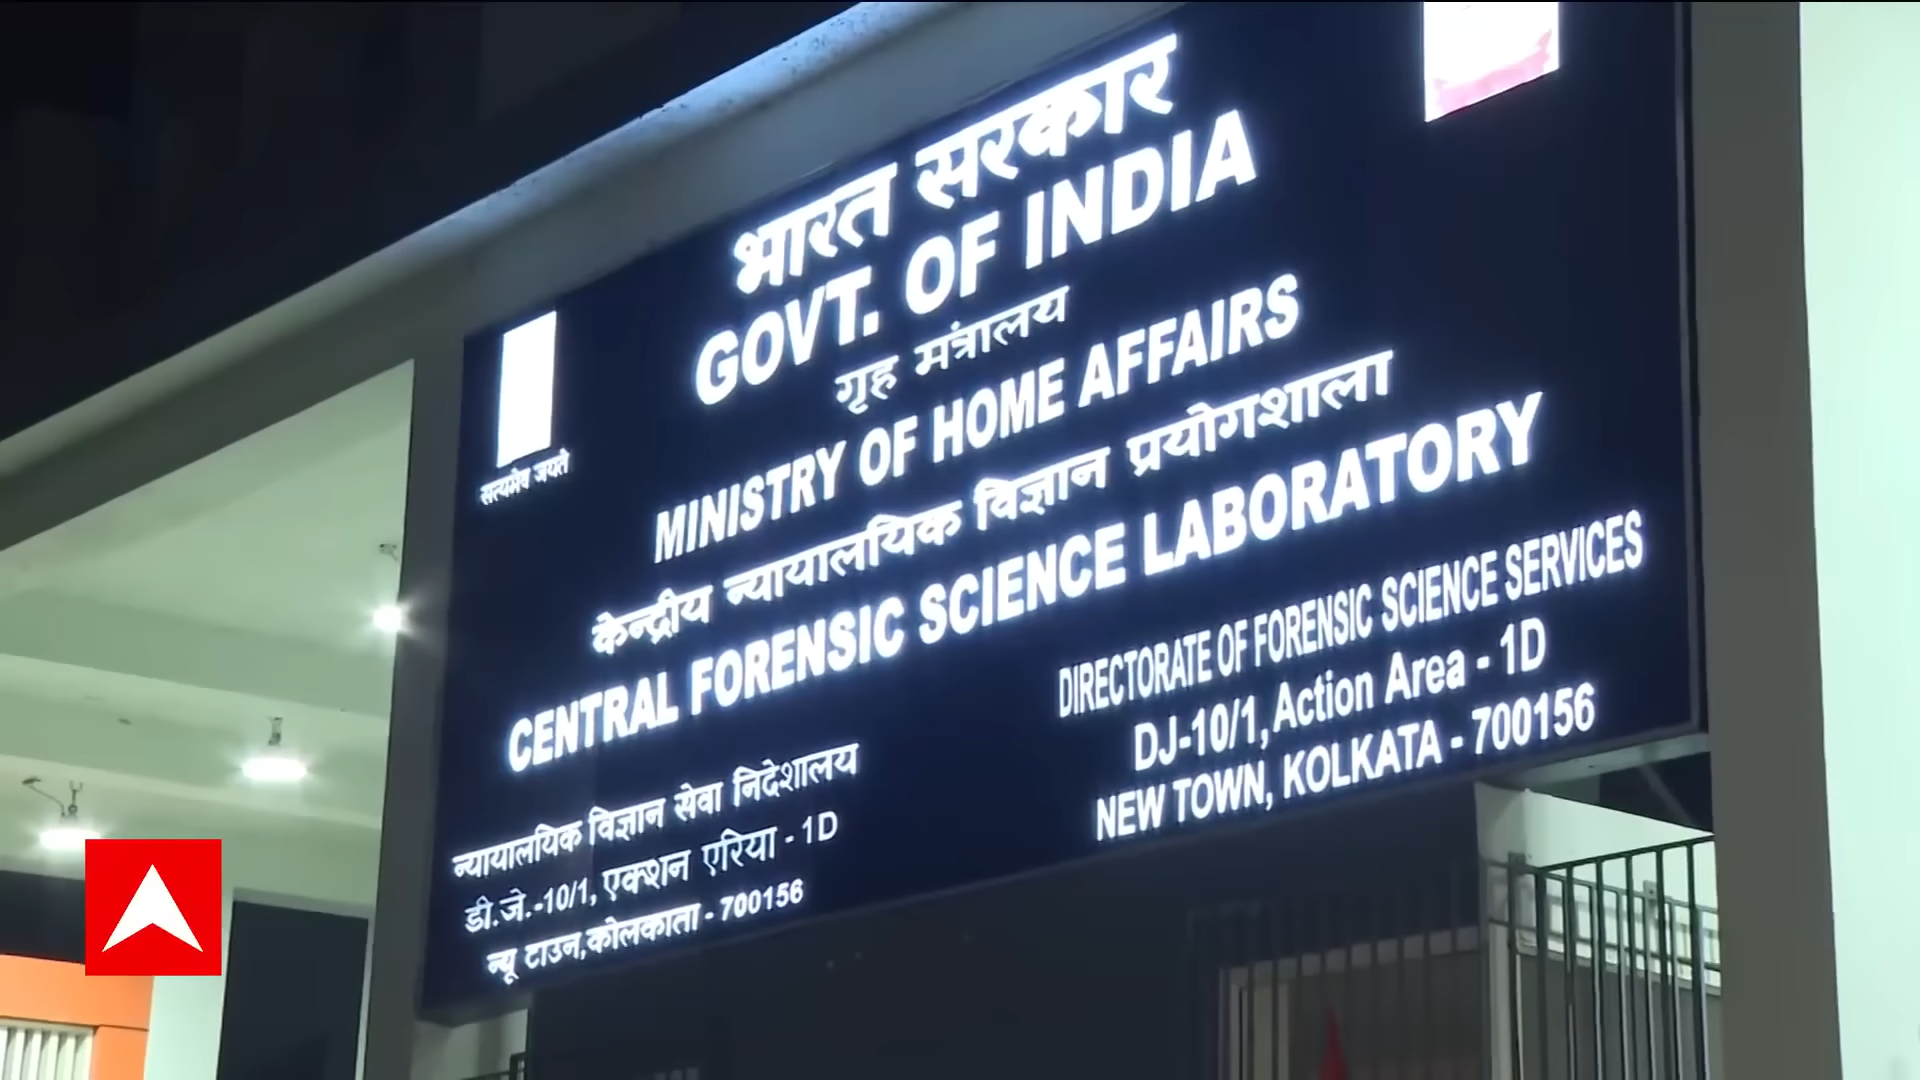 भारत सरकार
GOVT. OF INDIA
गृह मंत्रालय
MINISTRY OF HOME AFFAIRS
केन्द्रीय न्यायालयिक विज्ञान प्रयोगशाला
CENTRAL FORENSIC SCIENCE LABORATORY
सत्यमेव जयते
न्यायालयिक विज्ञान सेवा निदेशालय
डी.जे.-10/1, एक्शन एरिया - 1D
न्यू टाउन,कोलकाता - 700156
DIRECTORATE OF FORENSIC SCIENCE SERVICES
DJ-10/1, Action Area - 1D
NEW TOWN, KOLKATA - 700156